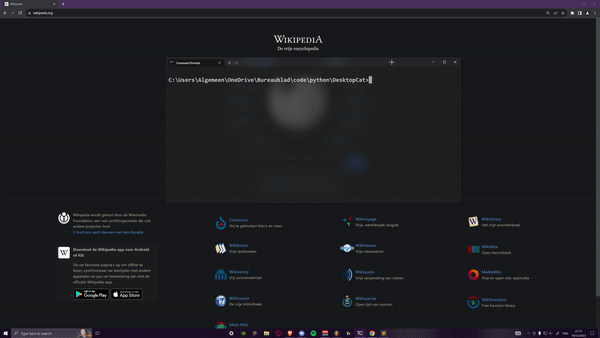 Wikipedia
wikipedia.org
WIKIPEDIA
De vrije encyclopedie
Command Prompt
C:\Users\Algemeen\OneDrive\Bureaublad\code\python\DesktopCat>
Wikipedia wordt gehost door de Wikimedia
Foundation, een non-profitorganisatie die ook
andere projecten host.
U kunt ons werk steunen met een donatie.
Download de Wikipedia-app voor Android
of iOS
Sla uw favoriete pagina's op om offline te
lezen, synchroniseer uw leeslijsten met andere
apparaten en pas uw leeservaring aan met de
officiële Wikipedia-app.
Google Play
App Store
Commons
Vrij te gebruiken foto's en meer
Wikivoyage
Vrije, wereldwijde reisgids
Wiktionary
Het vrije woordenboek
Wikibooks
Vrije leerboeken
Wikinews
Vrije nieuwsbron
Wikidata
Open kennisbank
Wikiversity
Vrij cursusmateriaal
Wikiquote
Vrije verzameling van citaten
MediaWiki
Vrije en open wiki-applicatie
Wikisource
De vrije bibliotheek
Wikispecies
Open lijst van soorten
Wikifunctions
Free function library
Meta-Wiki
Type here to search